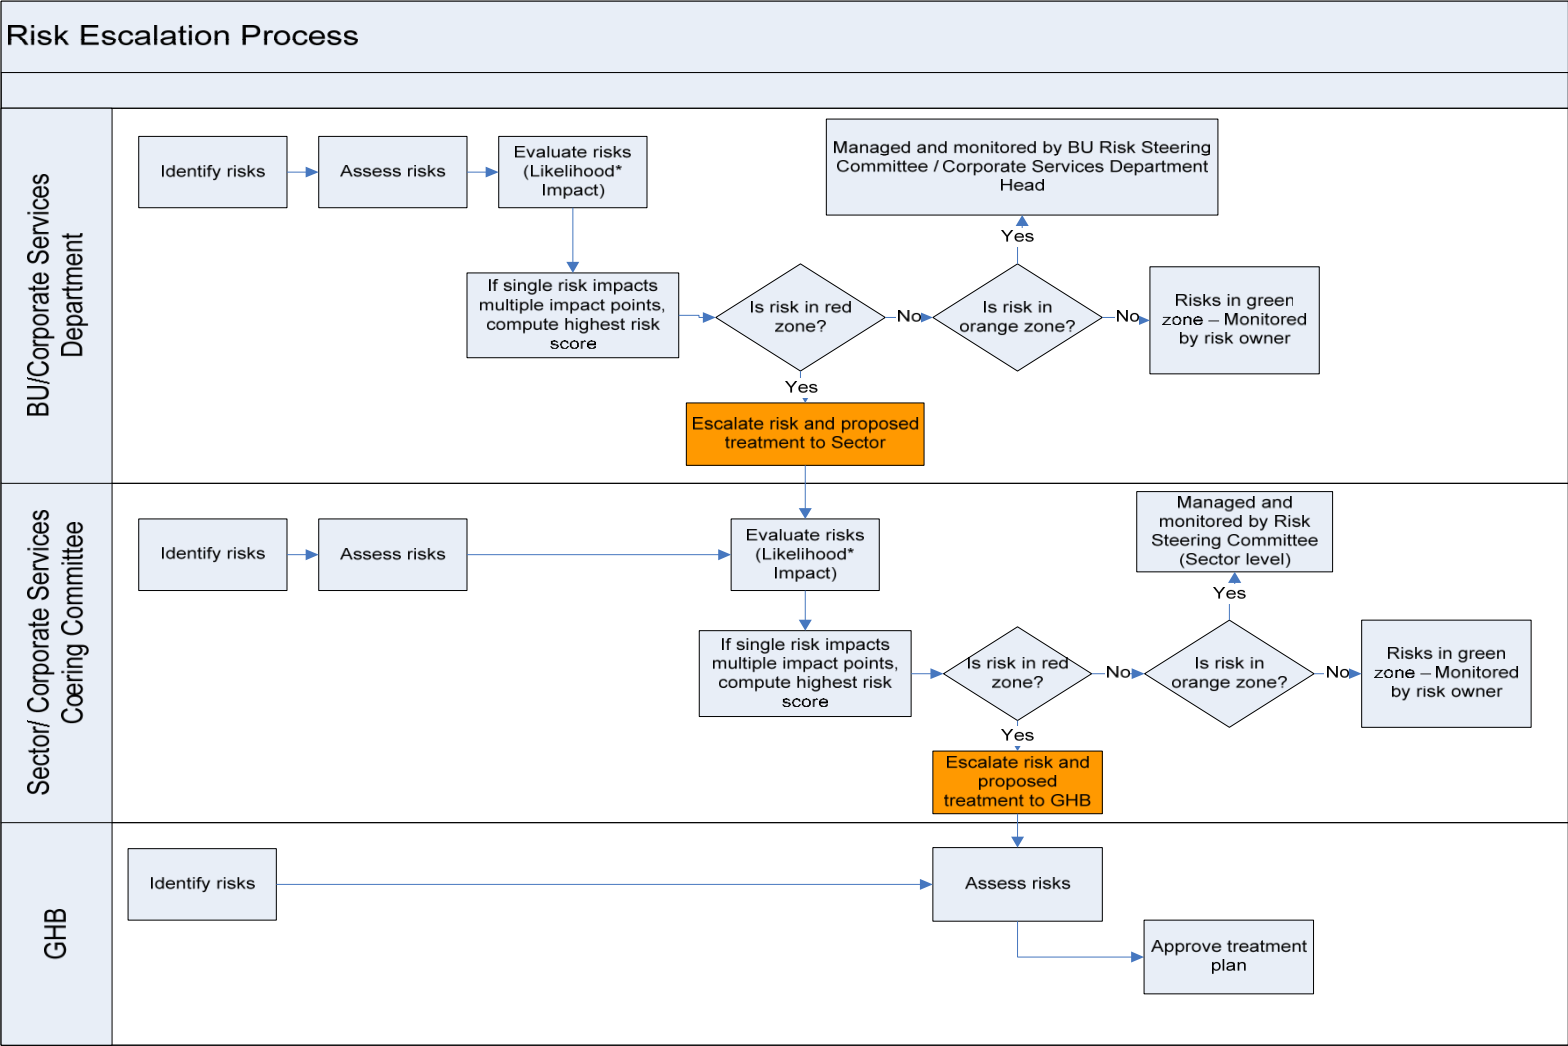 Risk Escalation Process
BU/Corporate Services
Department
Identify risks
Assess risks
Evaluate risks
(Likelihood*
Impact)
Managed and monitored by BU Risk Steering
Committee / Corporate Services Department
Head
Yes
If single risk impacts
multiple impact points,
compute highest risk
score
Is risk in red
zone?
No
Is risk in
orange zone?
No
Risks in green
zone – Monitored
by risk owner
Yes
Escalate risk and proposed
treatment to Sector
Sector/ Corporate Services
Cœring Committee
Identify risks
Assess risks
Evaluate risks
(Likelihood*
Impact)
Managed and
monitored by Risk
Steering Committee
(Sector level)
Yes
If single risk impacts
multiple impact points,
compute highest risk
score
Is risk in red
zone?
No
Is risk in
orange zone?
No
Risks in green
zone – Monitored
by risk owner
Yes
Escalate risk and
proposed
treatment to GHB
GHB
Identify risks
Assess risks
Approve treatment
plan